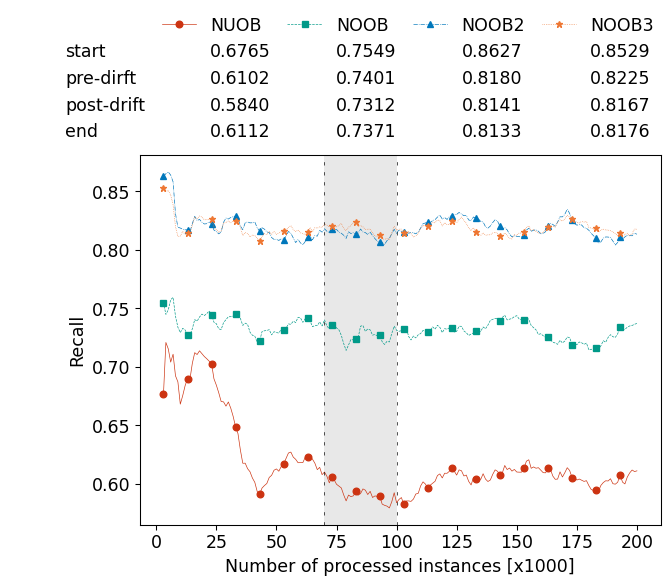 NUOB NOOB NOOB2 NOOB3
start 0.6765 0.7549 0.8627 0.8529
pre-dirft 0.6102 0.7401 0.8180 0.8225
post-drift 0.5840 0.7312 0.8141 0.8167
end 0.6112 0.7371 0.8133 0.8176
0.85
0.80
0.75
0.70
0.65
0.60
Recall
0 25 50 75 100 125 150 175 200
Number of processed instances [x1000]